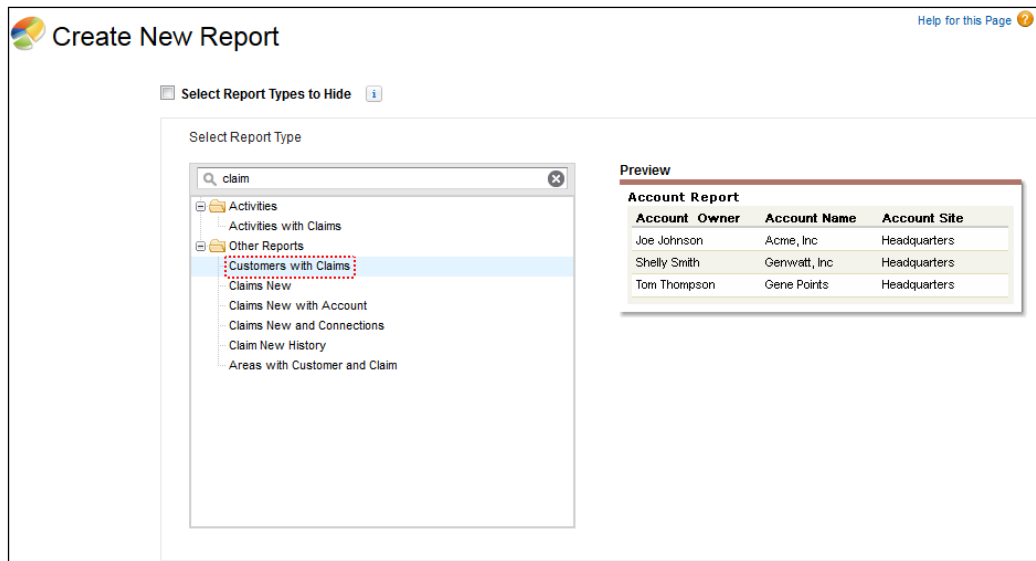 Help for this Page
Create New Report
Select Report Types to Hide
Select Report Type
claim
Activities
Activities with Claims
Other Reports
Customers with Claims
Claims New
Claims New with Account
Claims New and Connections
Claim New History
Areas with Customer and Claim
Preview
Account Report
Account Owner Account Name Account Site
Joe Johnson Acme, Inc Headquarters
Shelly Smith Genwatt, Inc Headquarters
Tom Thompson Gene Points Headquarters